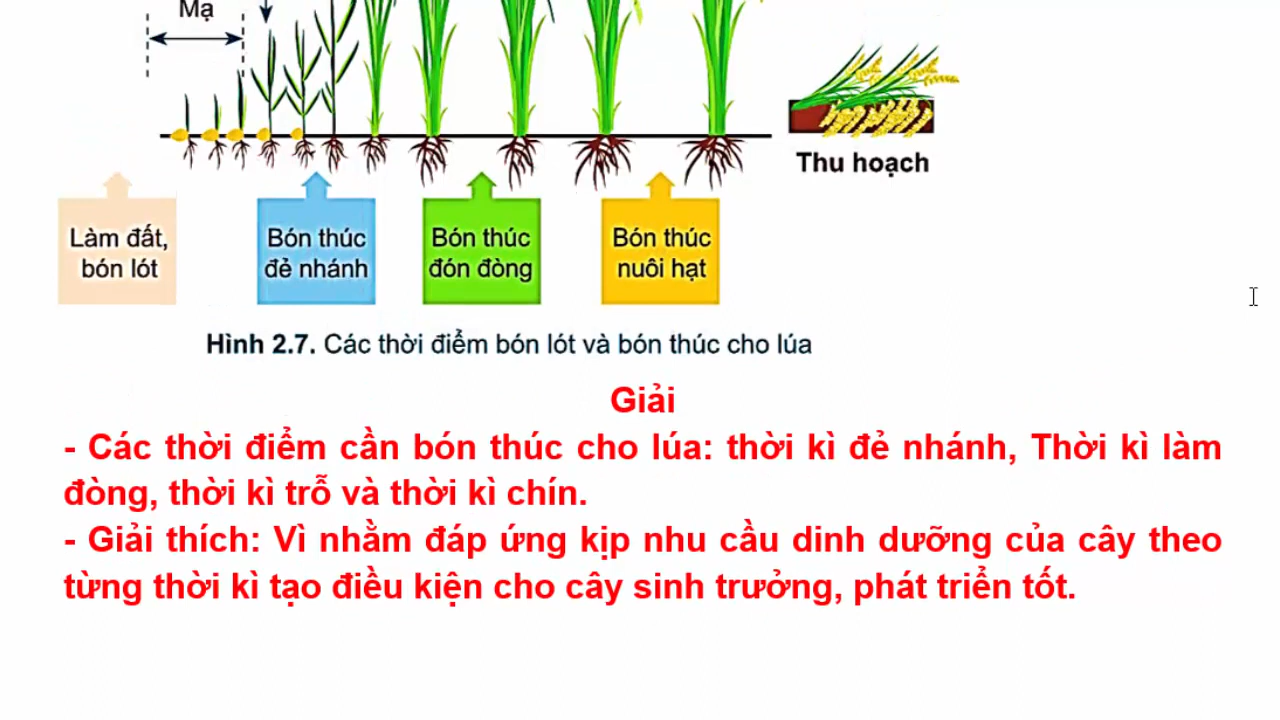 Mạ
Thu hoạch
Làm đất,
bón lót
Bón thúc
đẻ nhánh
Bón thúc
đón đòng
Bón thúc
nuôi hạt
Hình 2.7. Các thời điểm bón lót và bón thúc cho lúa
Giải
- Các thời điểm cần bón thúc cho lúa: thời kì đẻ nhánh, Thời kì làm
đòng, thời kì trỗ và thời kì chín.
- Giải thích: Vì nhằm đáp ứng kịp nhu cầu dinh dưỡng của cây theo
từng thời kì tạo điều kiện cho cây sinh trưởng, phát triển tốt.